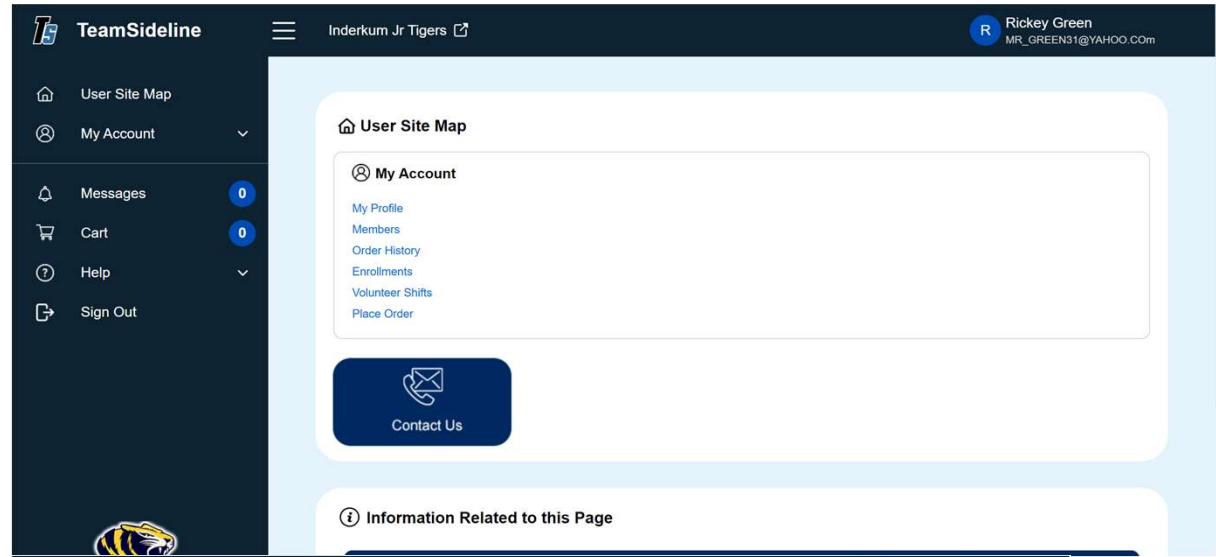 TS TeamSideline
Inderkum Jr Tigers
R
Rickey Green
MR_GREEN31@YAHOO.COm
User Site Map
My Account
Messages 0
Cart 0
Help
Sign Out
User Site Map
My Account
My Profile
Members
Order History
Enrollments
Volunteer Shifts
Place Order
Contact Us
Information Related to this Page